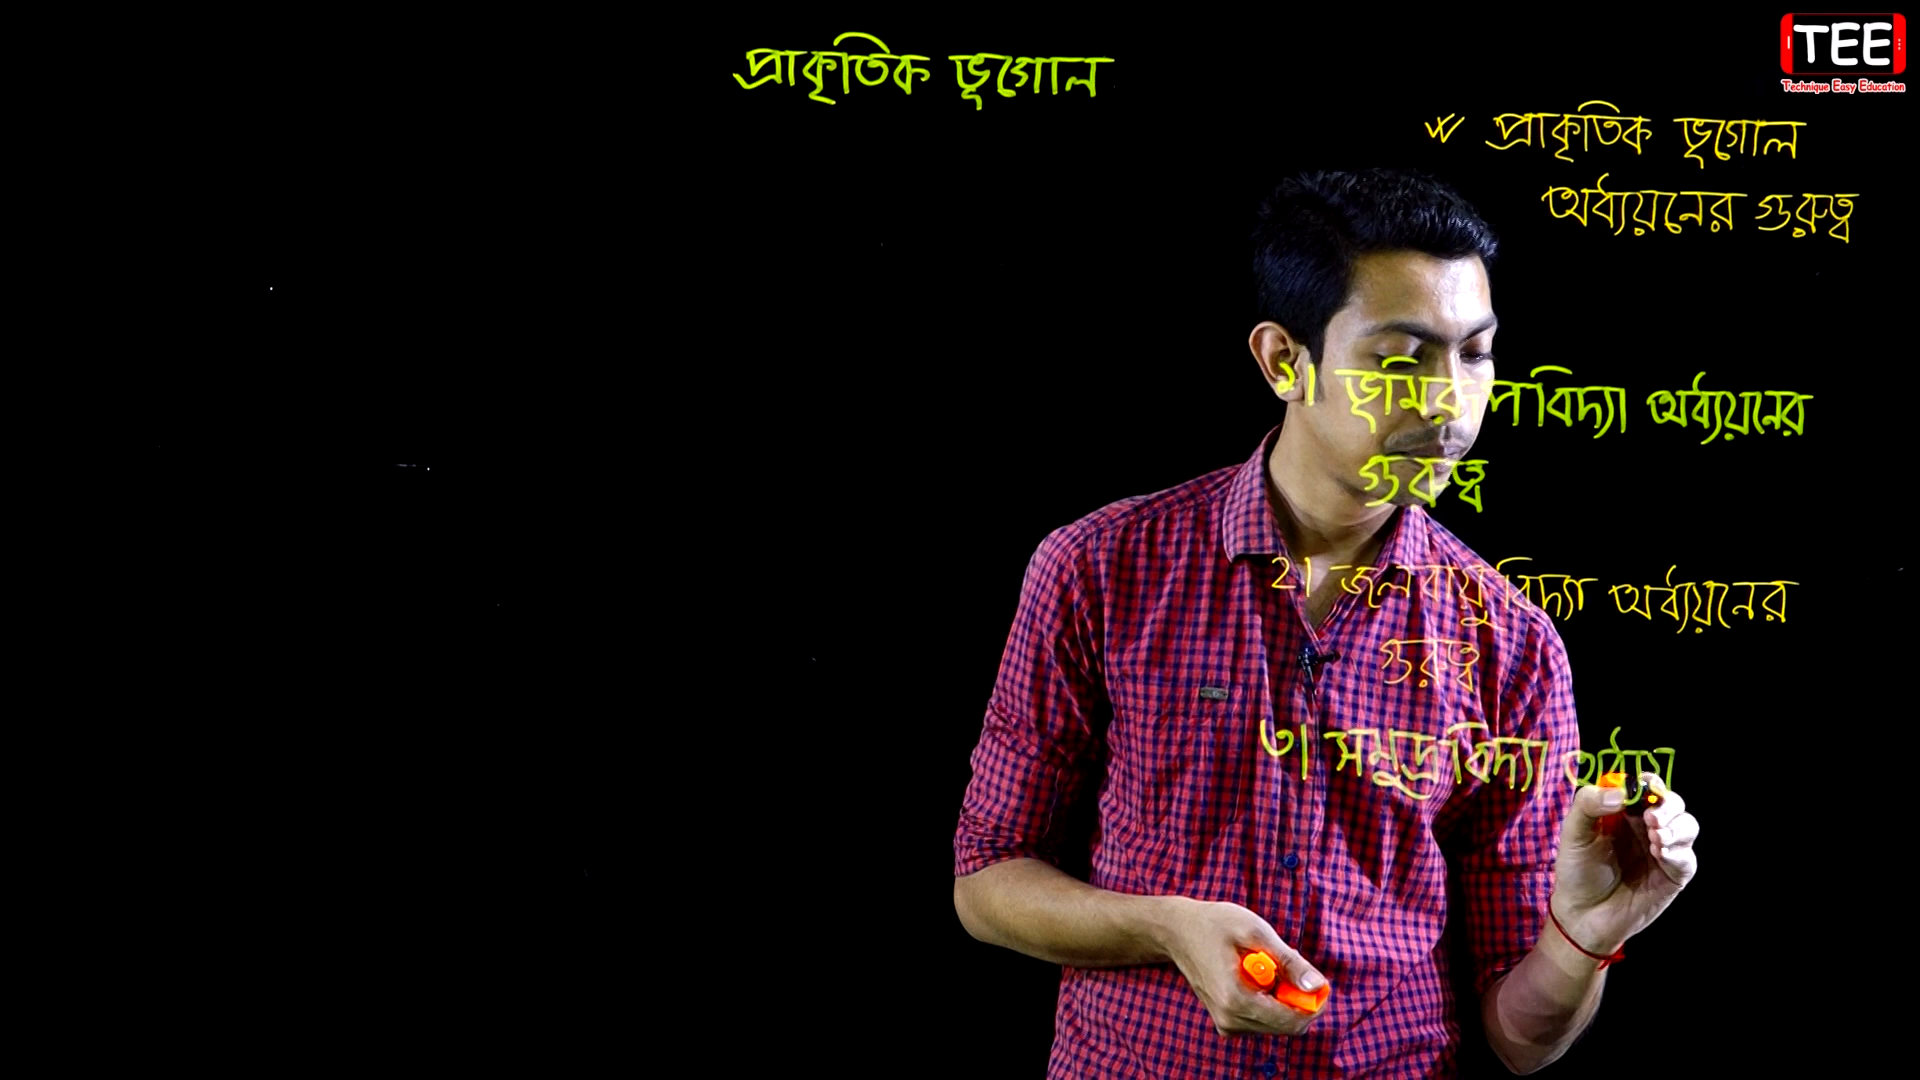 প্রাকৃতিক ভূগোল
TEE
Technique Easy Education
প্রাকৃতিক ভূগোল
অধ্যয়নের গুরুত্ব
১। ভূমিরূপবিদ্যা অধ্যয়নের
গুরুত্ব
২। জলবায়ুবিদ্যা অধ্যয়নের
গুরুত্ব
৩। সমুদ্রবিদ্যা